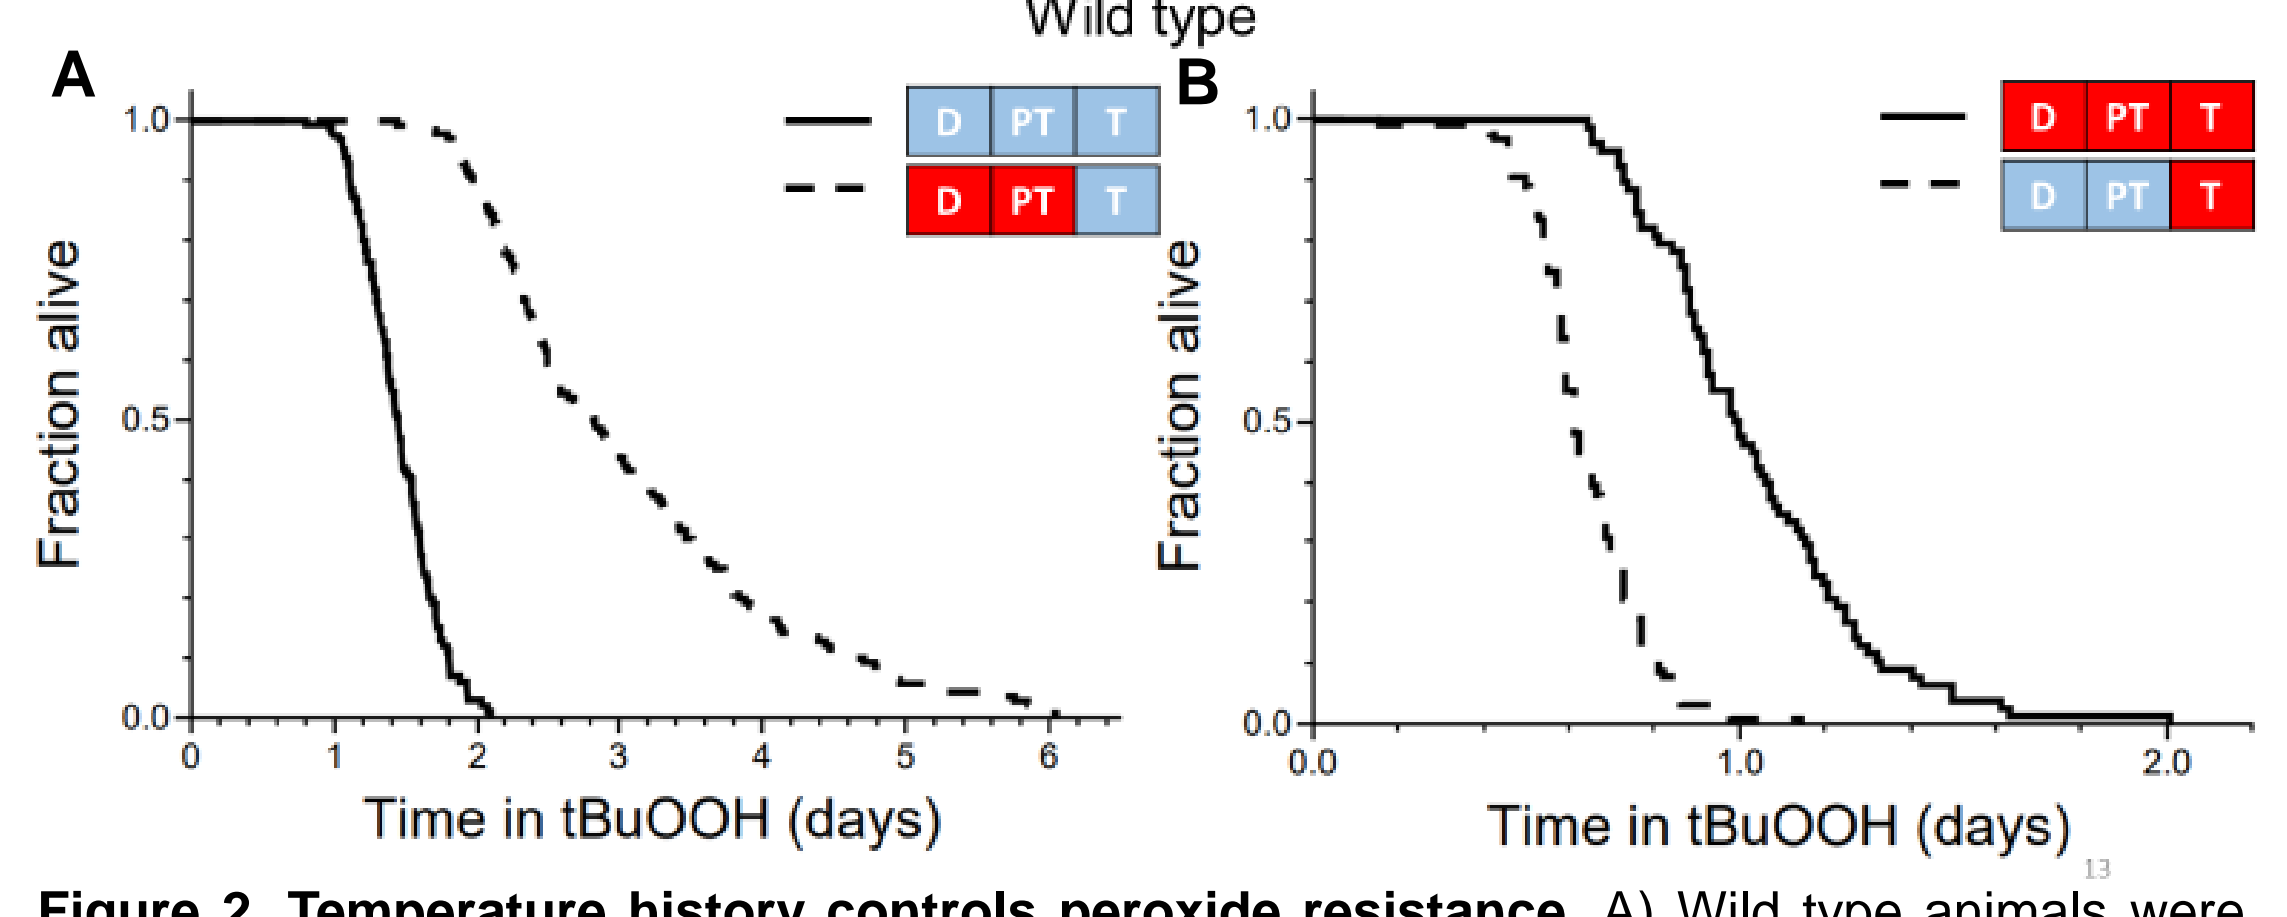 Wild type
A
1.0
0.5
0.0
Fraction alive
D PT T
D PT T
0 1 2 3 4 5 6
Time in tBuOOH (days)
B
1.0
0.5
0.0
Fraction alive
D PT T
D PT T
0.0 1.0 2.0
Time in tBuOOH (days)
13
Figure 2. Temperature history controls peroxide resistance. A) Wild type animals were